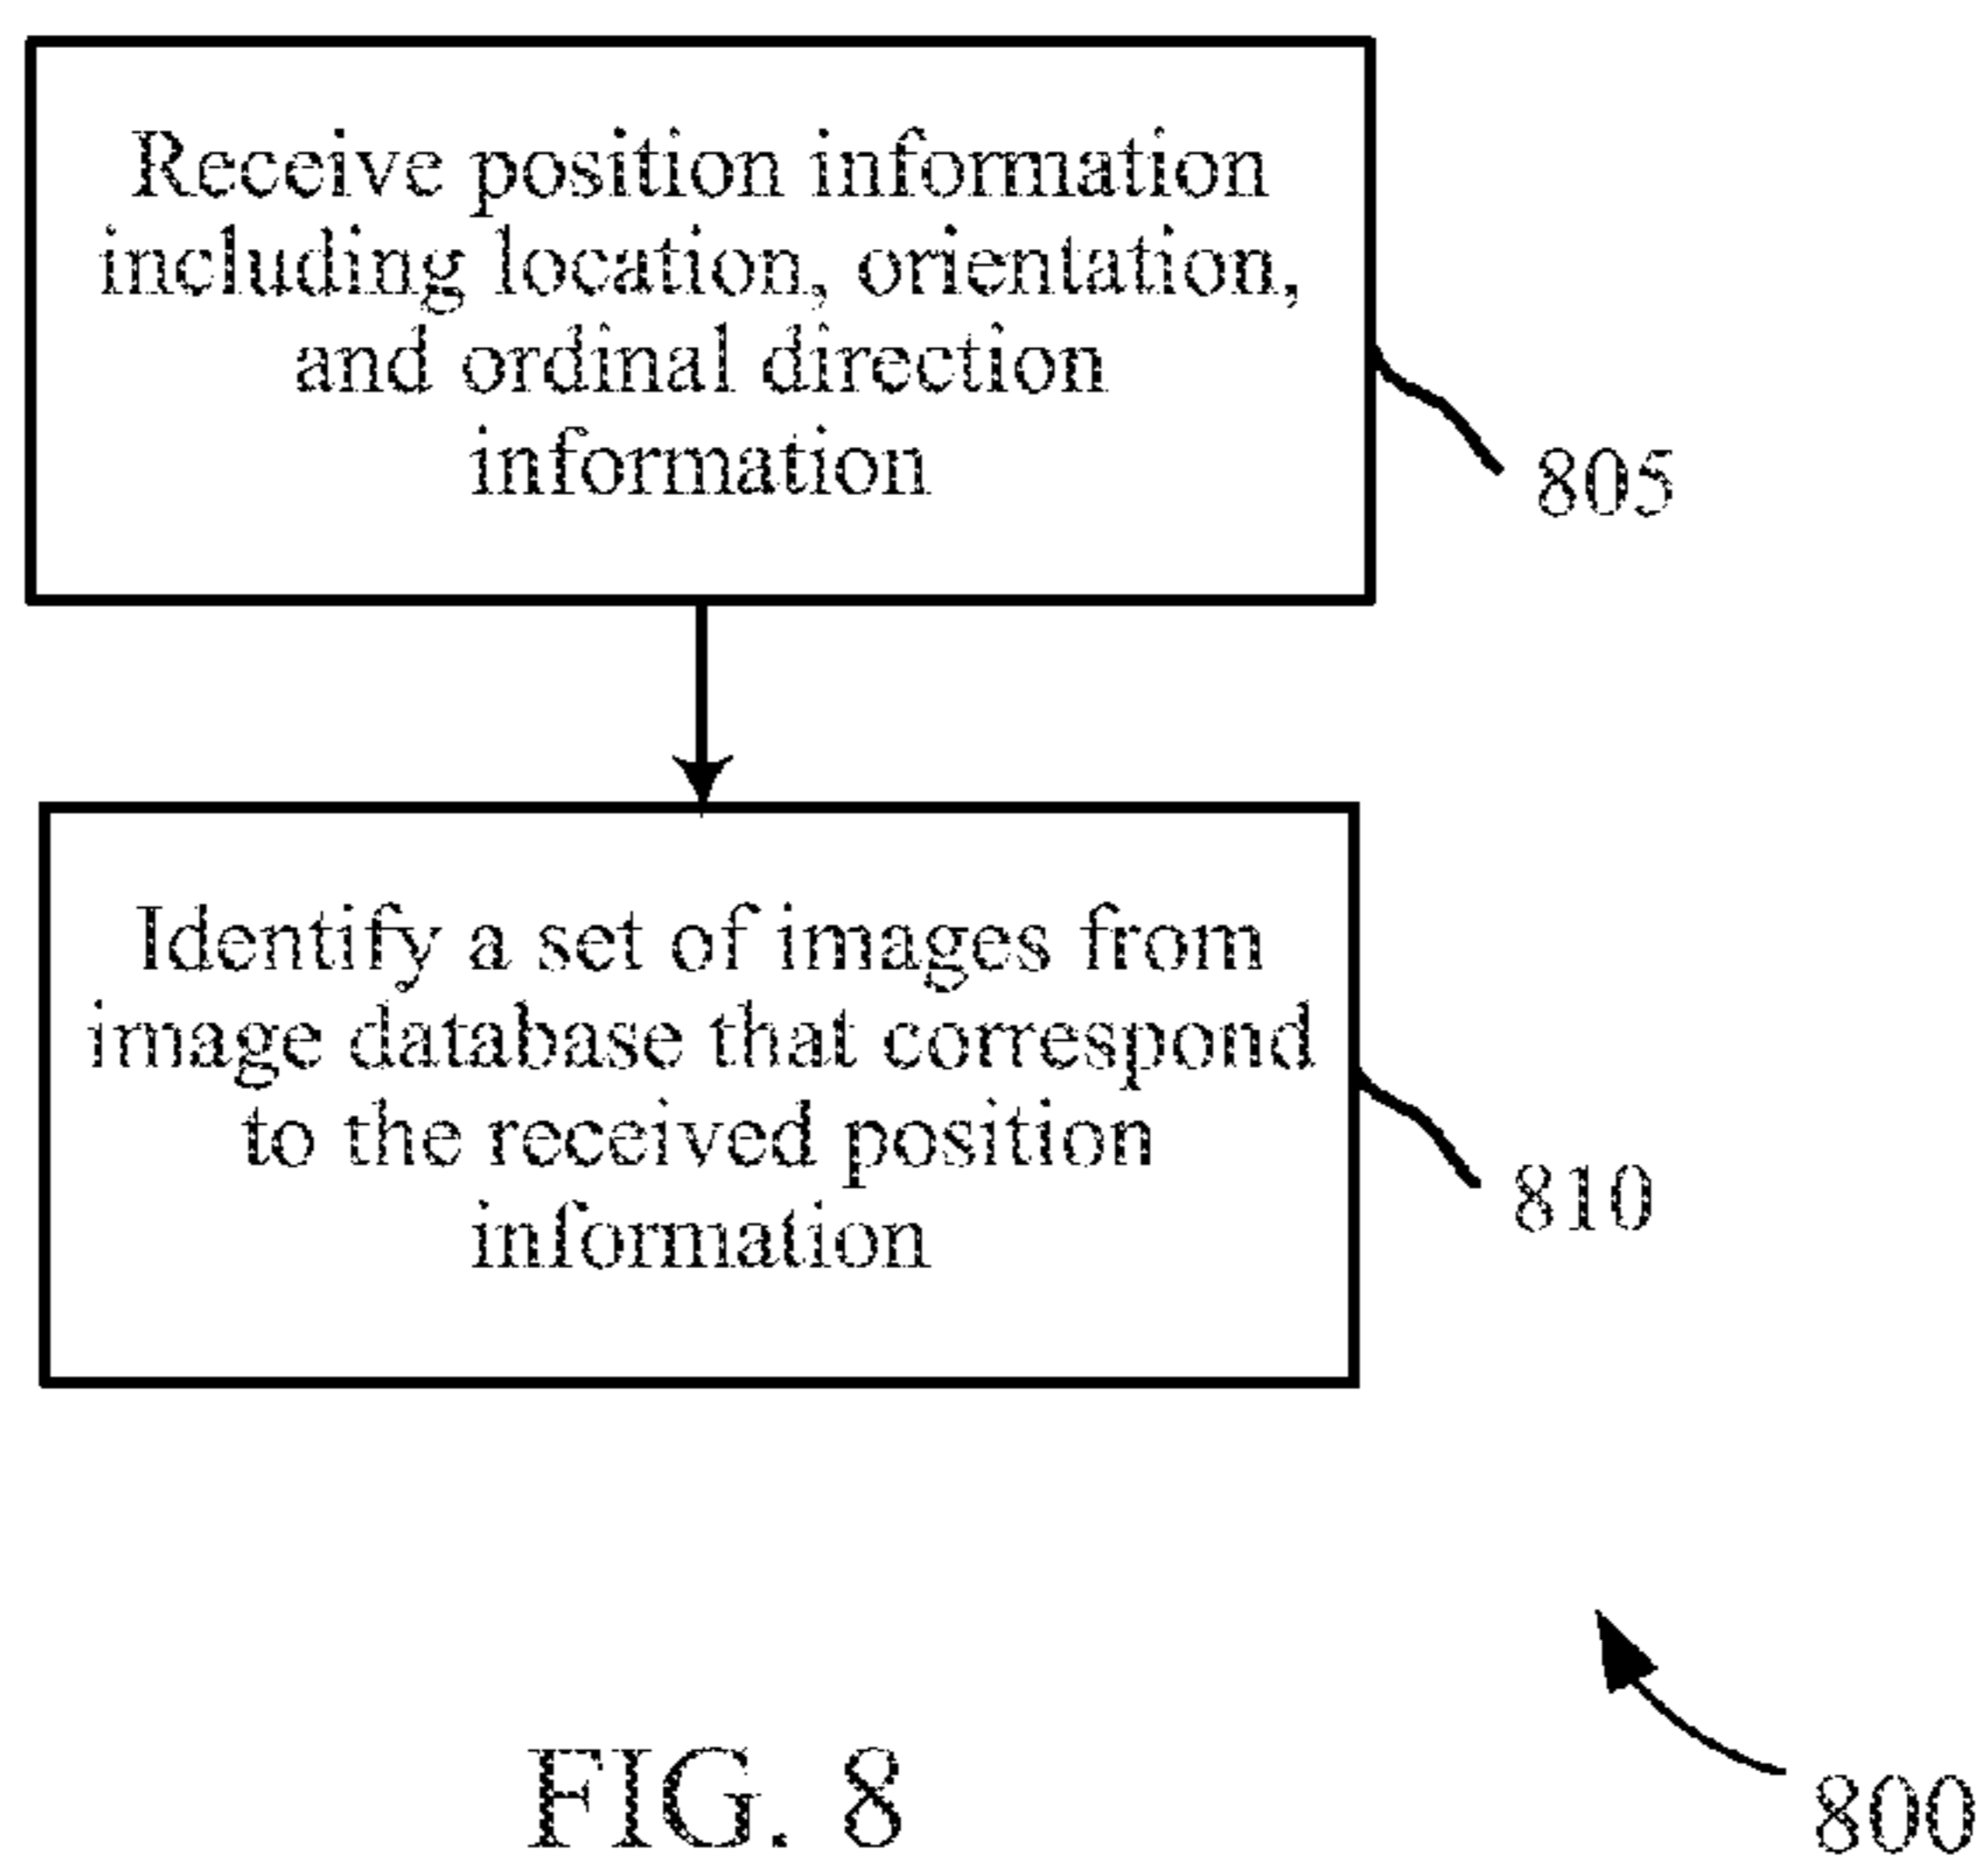 Receive position information
including location, orientation,
and ordinal direction
information
805
Identify a set of images from
image database that correspond
to the received position
information
810
FIG. 8
800